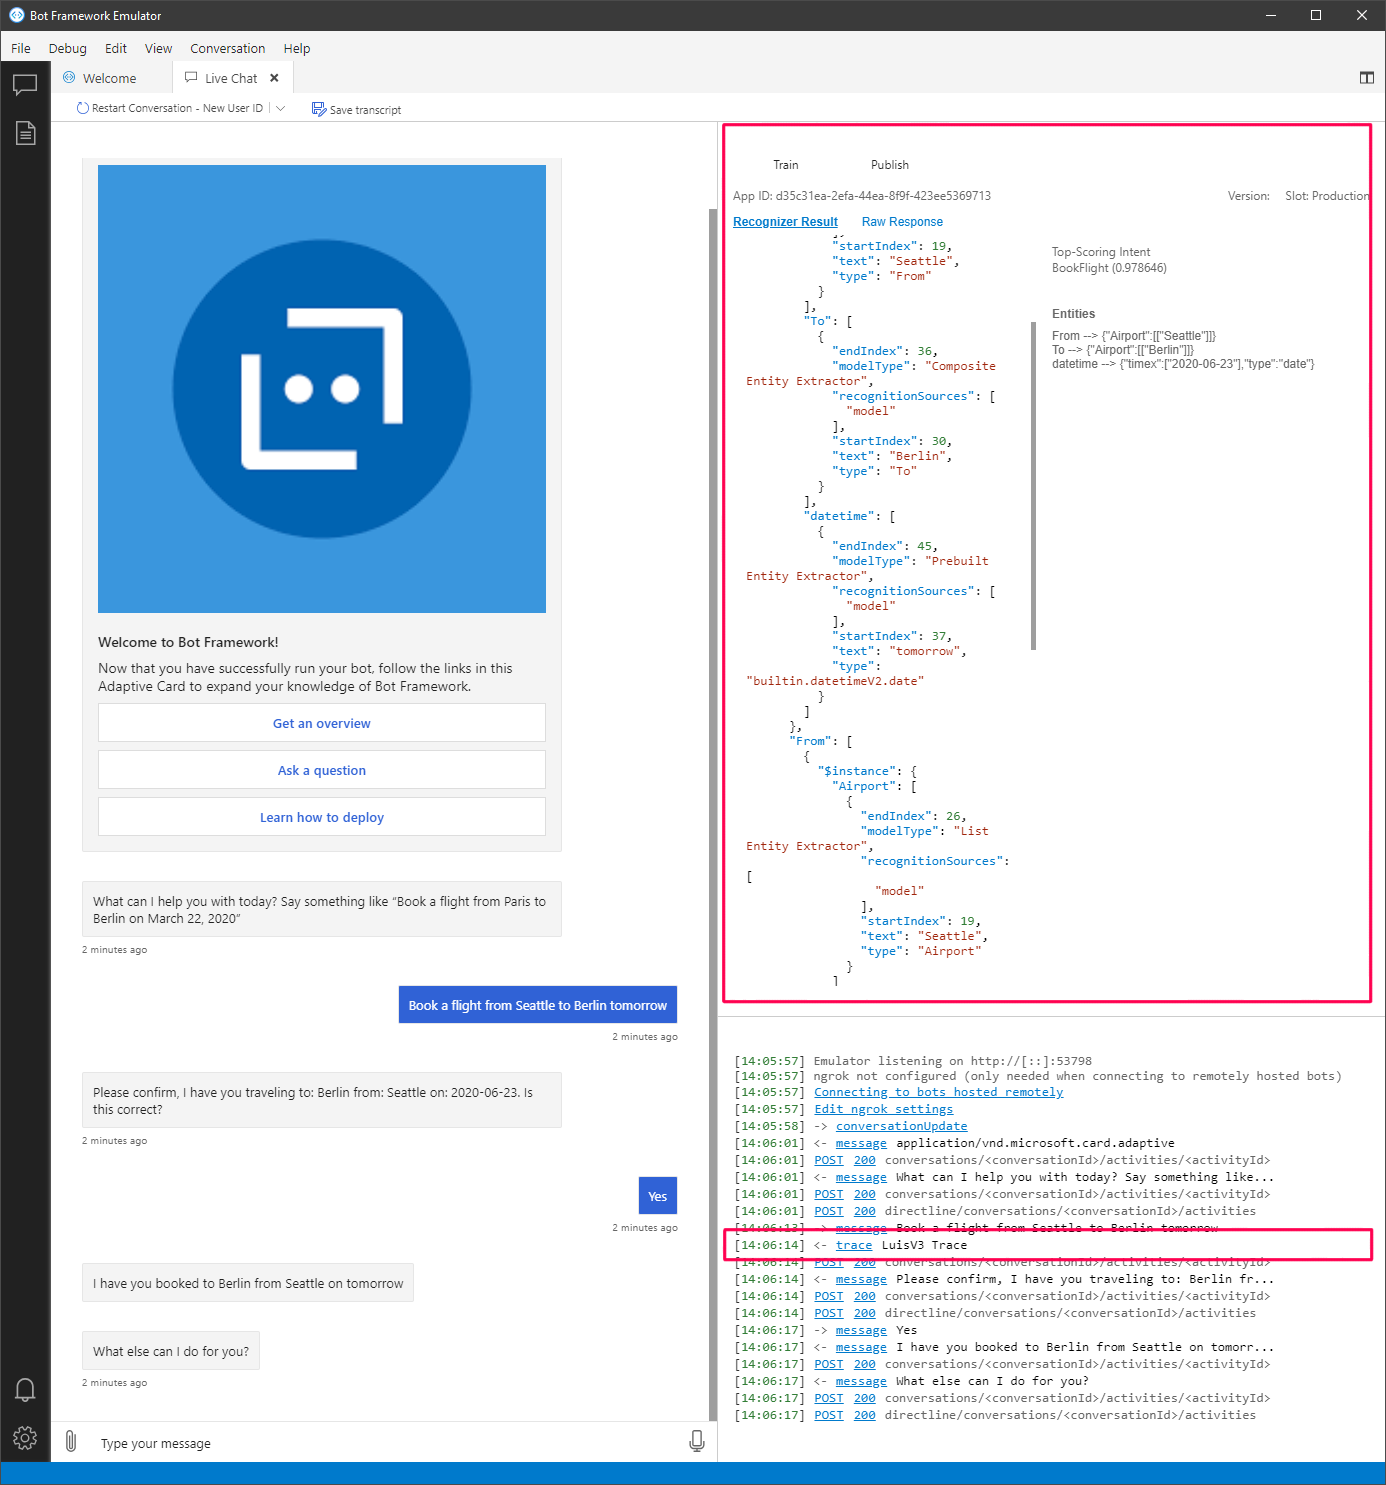 Bot Framework Emulator
File Debug Edit View Conversation Help
Welcome
Live Chat
Restart Conversation - New User ID
Save transcript
Welcome to Bot Framework!
Now that you have successfully run your bot, follow the links in this
Adaptive Card to expand your knowledge of Bot Framework.
Get an overview
Ask a question
Learn how to deploy
What can I help you with today? Say something like “Book a flight from Paris to
Berlin on March 22, 2020”
2 minutes ago
Book a flight from Seattle to Berlin tomorrow
2 minutes ago
Please confirm, I have you traveling to: Berlin from: Seattle on: 2020-06-23. Is
this correct?
2 minutes ago
Yes
2 minutes ago
I have you booked to Berlin from Seattle on tomorrow
What else can I do for you?
2 minutes ago
Type your message
Train Publish
App ID: d35c31ea-2efa-44ea-8f9f-423ee5369713 Version: Slot: Production
Recognizer Result Raw Response
],
"startIndex": 19,
"text": "Seattle",
"type": "From"
}
],
"To": [
{
"endIndex": 36,
"modelType": "Composite
Entity Extractor",
"recognitionSources": [
"model"
],
"startIndex": 30,
"text": "Berlin",
"type": "To"
}
],
"datetime": [
{
"endIndex": 45,
"modelType": "Prebuilt
Entity Extractor",
"recognitionSources": [
"model"
],
"startIndex": 37,
"text": "tomorrow",
"type":
"builtin.datetimeV2.date"
}
]
},
"From": [
{
"$instance": {
"Airport": [
{
"endIndex": 26,
"modelType": "List
Entity Extractor",
"recognitionSources":
[
"model"
],
"startIndex": 19,
"text": "Seattle",
"type": "Airport"
}
]
Top-Scoring Intent
BookFlight (0.978646)
Entities
From --> {"Airport":[["Seattle"]]}
To --> {"Airport":[["Berlin"]]}
datetime --> {"timex":["2020-06-23"],"type":"date"}
[14:05:57] Emulator listening on http://[::]:53798
[14:05:57] ngrok not configured (only needed when connecting to remotely hosted bots)
[14:05:57] Connecting to bots hosted remotely
[14:05:57] Edit ngrok settings
[14:05:58] -> conversationUpdate
[14:06:01] <- message application/vnd.microsoft.card.adaptive
[14:06:01] POST 200 conversations/<conversationId>/activities/<activityId>
[14:06:01] <- message What can I help you with today? Say something like...
[14:06:01] POST 200 conversations/<conversationId>/activities/<activityId>
[14:06:01] POST 200 directline/conversations/<conversationId>/activities
[14:06:13] -> message Book a flight from Seattle to Berlin tomorrow
[14:06:14] <- trace LuisV3 Trace
[14:06:14] POST 200 conversations/<conversationId>/activities/<activityId>
[14:06:14] <- message Please confirm, I have you traveling to: Berlin fr...
[14:06:14] POST 200 conversations/<conversationId>/activities/<activityId>
[14:06:14] POST 200 directline/conversations/<conversationId>/activities
[14:06:17] -> message Yes
[14:06:17] <- message I have you booked to Berlin from Seattle on tomorr...
[14:06:17] POST 200 conversations/<conversationId>/activities/<activityId>
[14:06:17] <- message What else can I do for you?
[14:06:17] POST 200 conversations/<conversationId>/activities/<activityId>
[14:06:17] POST 200 directline/conversations/<conversationId>/activities